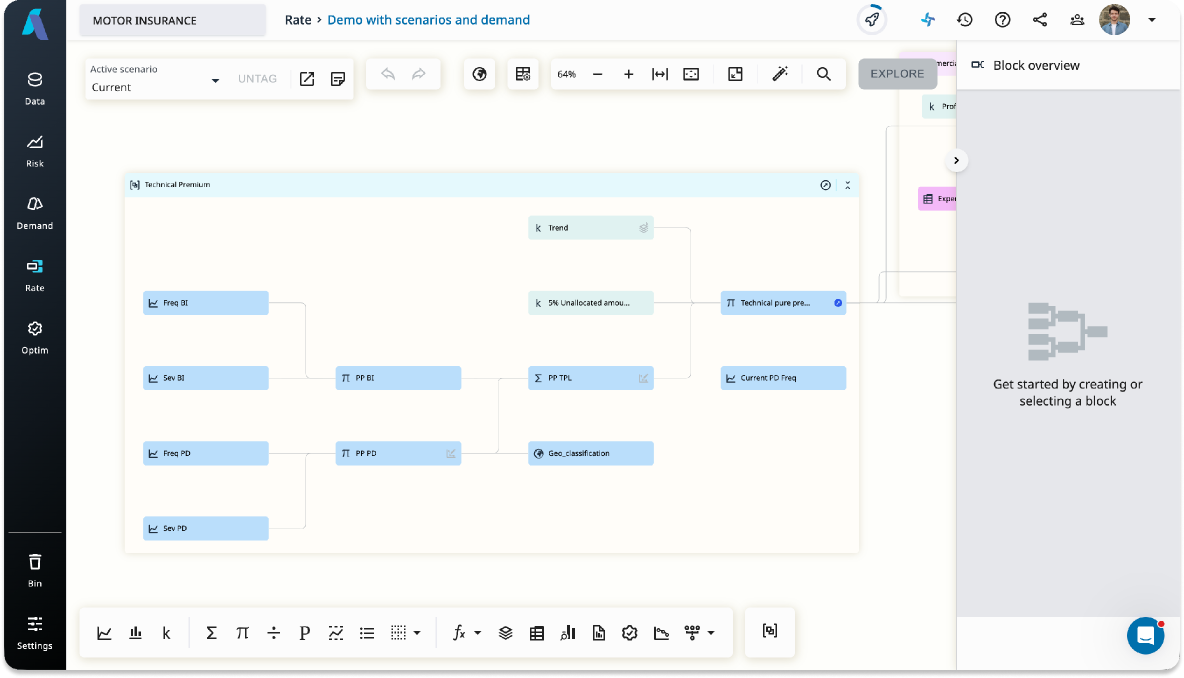 MOTOR INSURANCE
Rate › Demo with scenarios and demand
Active scenario
Current
UNTAG
64%
EXPLORE
Block overview
Data
Risk
Demand
Rate
Optim
Bin
Settings
Technical Premium
k Trend
Freq BI
k 5% Unallocated amou...
π Technical pure pre...
Sev BI
π PP BI
Σ PP TPL
Current PD Freq
Freq PD
π PP PD
Geo_classification
Sev PD
k
Get started by creating or
selecting a block
k Σ π ÷ P fx